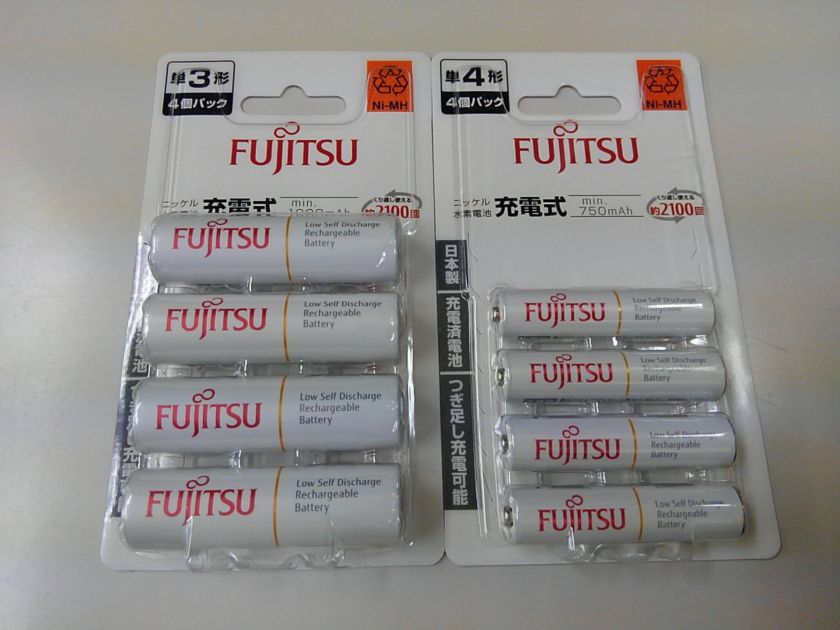 単3形
4個パック
Ni-MH
FUJITSU
ニッケル
充電式
min.
くり返し使える
約2100回
FUJITSU
Low Self Discharge
Rechargeable
Battery
FUJITSU
Low Self Discharge
Rechargeable
Battery
FUJITSU
Low Self Discharge
Rechargeable
Battery
FUJITSU
Low Self Discharge
Rechargeable
Battery
単4形
4個パック
Ni-MH
FUJITSU
ニッケル
水素電池
充電式
min.
750mAh
くり返し使える
約2100回
日本製
充電済電池
つぎ足し充電可能
FUJITSU
Low Self Discharge
Rechargeable
Battery
FUJITSU
Low Self Discharge
Rechargeable
Battery
FUJITSU
Low Self Discharge
Rechargeable
Battery
FUJITSU
Low Self Discharge
Rechargeable
Battery